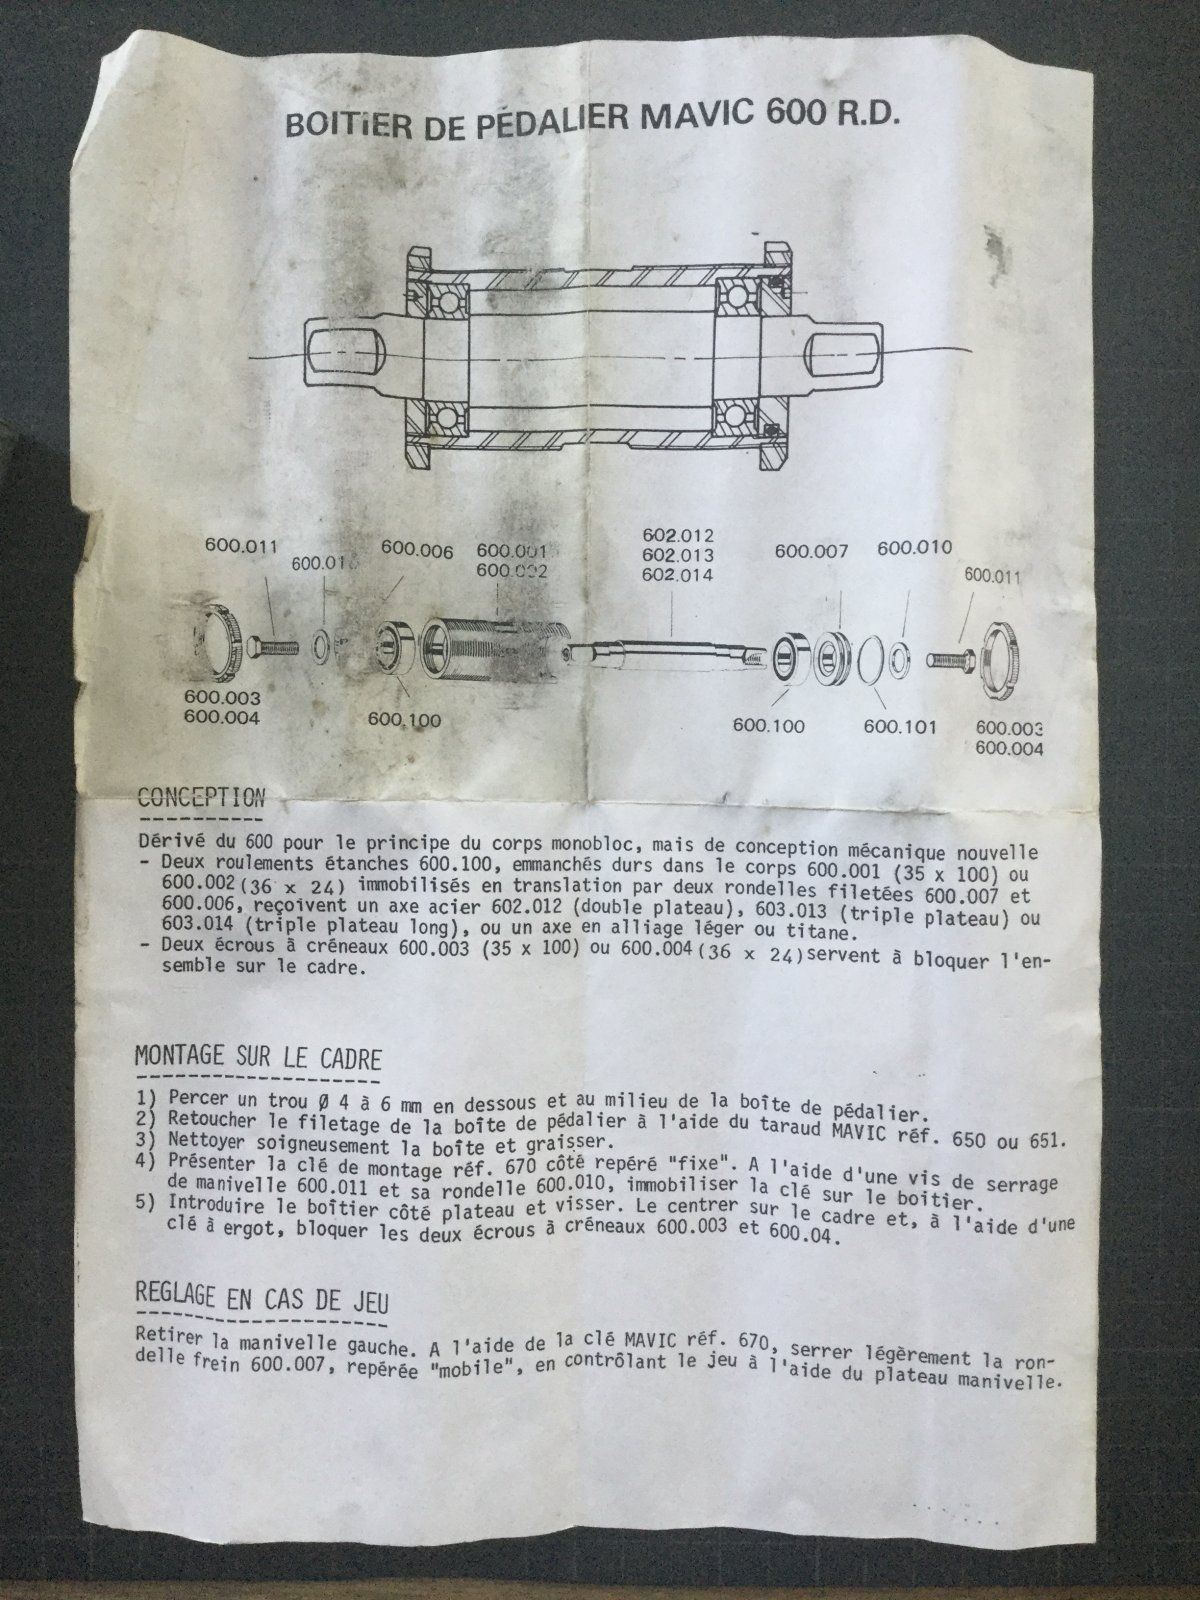 BOITIER DE PÉDALIER MAVIC 600 R.D.
600.011
600.006
600.001
600.002
602.012
602.013
602.014
600.007
600.010
600.011
600.003
600.004
600.100
600.100
600.101
600.003
600.004
CONCEPTION
Dérivé du 600 pour le principe du corps monobloc, mais de conception mécanique nouvelle
- Deux roulements étanches 600.100, emmanchés durs dans le corps 600.001 (35 x 100) ou
600.002 (36 x 24) immobilisés en translation par deux rondelles filetées 600.007 et
600.006, reçoivent un axe acier 602.012 (double plateau), 603.013 (triple plateau) ou
603.014 (triple plateau long), ou un axe en alliage léger ou titane.
- Deux écrous à créneaux 600.003 (35 x 100) ou 600.004 (36 x 24) servent à bloquer l'en-
semble sur le cadre.
MONTAGE SUR LE CADRE
1) Percer un trou Ø 4 à 6 mm en dessous et au milieu de la boîte de pédalier.
2) Retoucher le filetage de la boîte de pédalier à l'aide du taraud MAVIC réf. 650 ou 651.
3) Nettoyer soigneusement la boîte et graisser.
4) Présenter la clé de montage réf. 670 côté repéré "fixe". A l'aide d'une vis de serrage
de manivelle 600.011 et sa rondelle 600.010, immobiliser la clé sur le boitier.
5) Introduire le boîtier côté plateau et visser. Le centrer sur le cadre et, à l'aide d'une
clé à ergot, bloquer les deux écrous à créneaux 600.003 et 600.04.
REGLAGE EN CAS DE JEU
Retirer la manivelle gauche. A l'aide de la clé MAVIC réf. 670, serrer légèrement la ron-
delle frein 600.007, repérée "mobile", en contrôlant le jeu à l'aide du plateau manivelle.